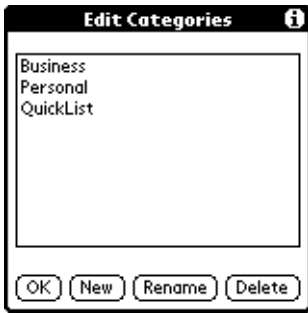 Edit Categories
Business
Personal
QuickList
OK New Rename Delete